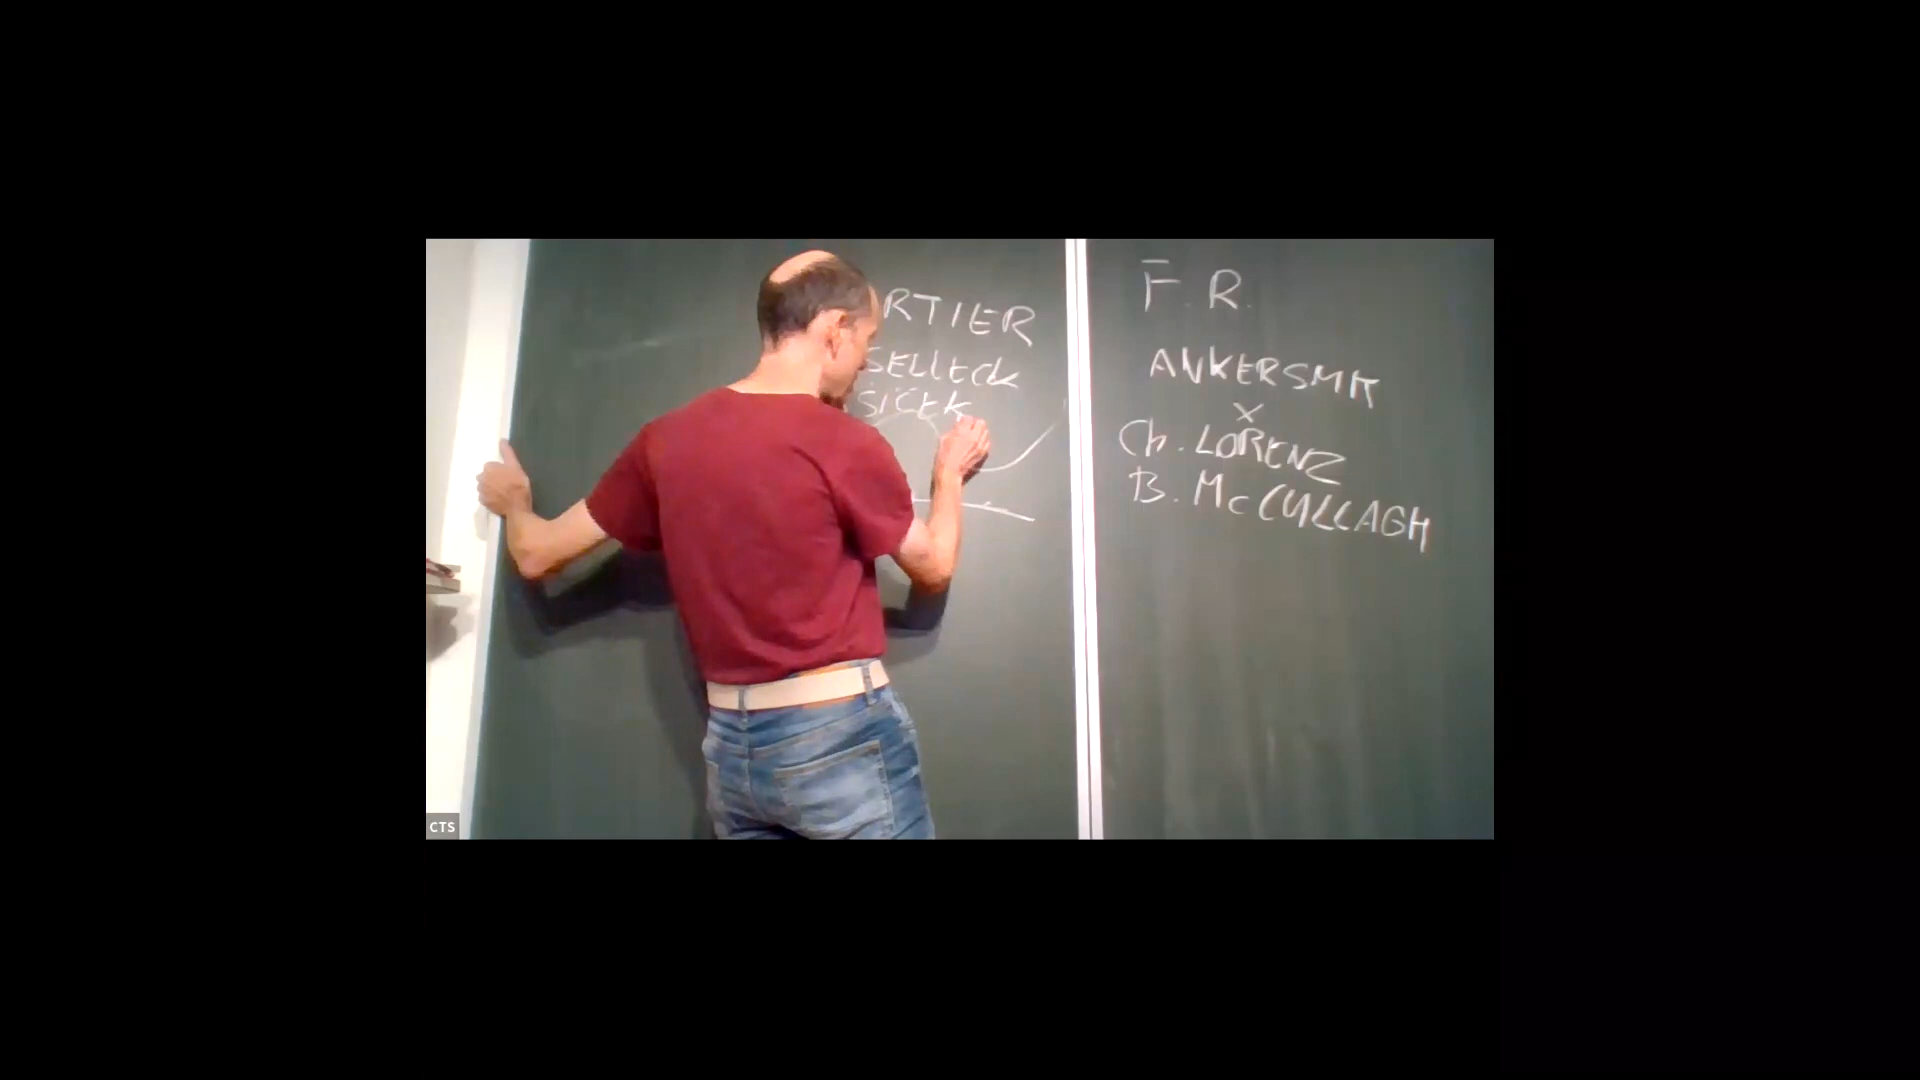 RTIER
SELLECK
SICEK
F. R.
ANKERSMIT
x
Ch. LORENZ
B. McCULLAGH
CTS